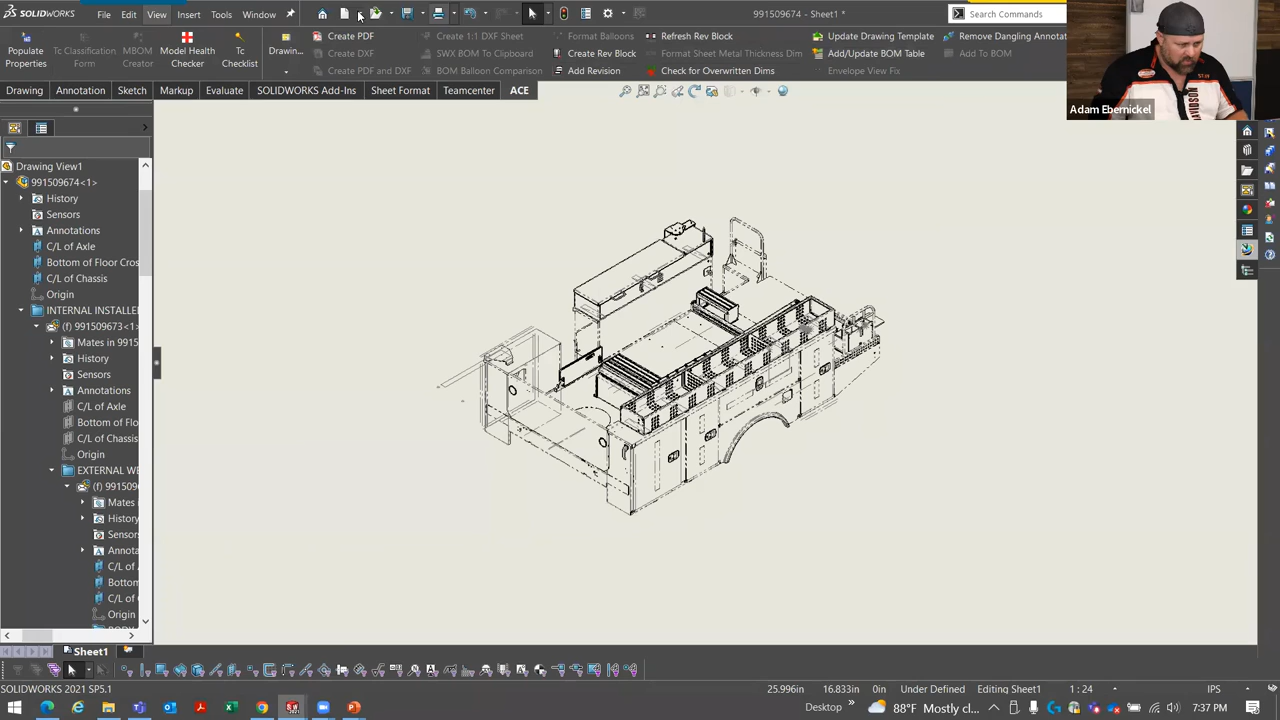 SOLIDWORKS
File
Edit
View
Insert
Tools
Window
991509674 - Sheet1 *
Search Commands
Populate
Properties
TC Classification
Form
MBCOM
Creator
Model Health
Checker
Tc
Checklist
Drawin...
Create PDF
Create DXF
Create PDF and DXF
Create 1:1 DXF Sheet
SWX BOM To Clipboard
BOM Balloon Comparison
Format Balloons
Create Rev Block
Add Revision
Refresh Rev Block
Format Sheet Metal Thickness Dim
Check for Overwritten Dims
Update Drawing Template
Add/Update BOM Table
Envelope View Fix
Remove Dangling Annotat
Add To BOM
Adam Ebernickel
Drawing
Annotation
Sketch
Markup
Evaluate
SOLIDWORKS Add-Ins
Sheet Format
Teamcenter
ACE
Drawing View1
991509674<1>
History
Sensors
Annotations
C/L of Axle
Bottom of Floor Cros
C/L of Chassis
Origin
INTERNAL INSTALLE
(f) 991509673<1>
Mates in 9915
History
Sensors
Annotations
C/L of Axle
Bottom of Flo
C/L of Chassis
Origin
EXTERNAL WE
(f) 991509
Mates i
History
Sensors
Annota
C/L of
Bottom
C/L of
Origin
Sheet1
SOLIDWORKS 2021 SP5.1
25.996in
16.833in
0in
Under Defined
Editing Sheet1
1 : 24
IPS
Desktop
88°F Mostly cl...
7:37 PM